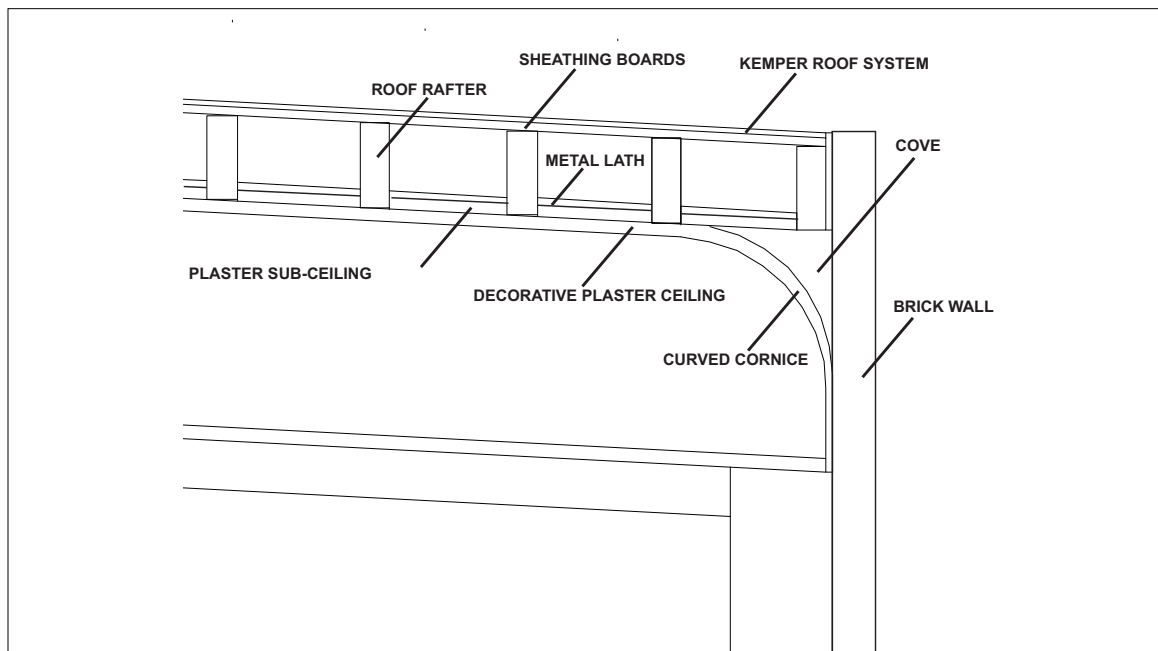 SHEATHING BOARDS
KEMPER ROOF SYSTEM
ROOF RAFTER
COVE
METAL LATH
PLASTER SUB-CEILING
DECORATIVE PLASTER CEILING
BRICK WALL
CURVED CORNICE